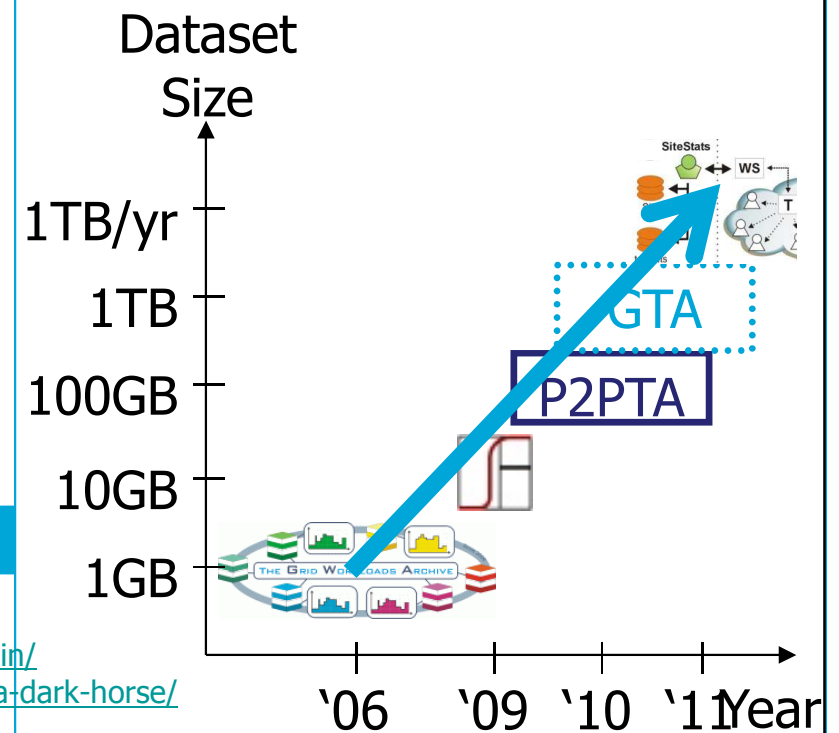 Dataset
Size
SiteStats
WS
T
1TB/yr
1TB
GTA
100GB
P2PTA
10GB
1GB
THE GRID WORKLOADS ARCHIVE
in/
a-dark-horse/
‘06 ‘09 ‘10 ‘11 Year